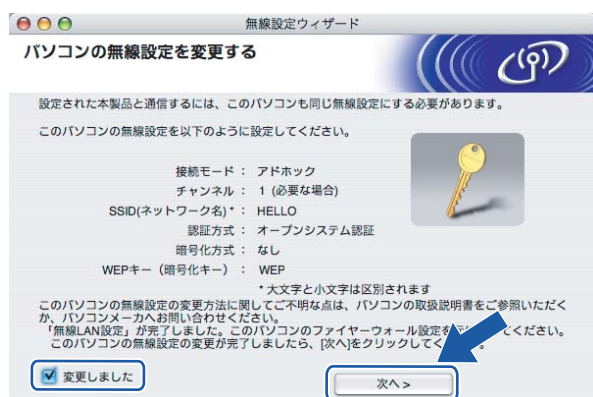 無線設定ウィザード
パソコンの無線設定を変更する
設定された本製品と通信するには、このパソコンも同じ無線設定にする必要があります。
このパソコンの無線設定を以下のように設定してください。
接続モード： アドホック
チャンネル： 1 (必要な場合)
SSID(ネットワーク名)*： HELLO
認証方式： オープンシステム認証
暗号化方式： なし
WEPキー（暗号化キー）： WEP
*大文字と小文字は区別されます
このパソコンの無線設定の変更方法に関してご不明な点は、パソコンの取扱説明書をご参照いただく
か、パソコンメーカへお問い合わせください。
「無線LAN設定」が完了しました。このパソコンのファイヤーウォール設定を てください。
このパソコンの無線設定の変更が完了しましたら、[次へ]をクリックしてく 。
変更しました
次へ >